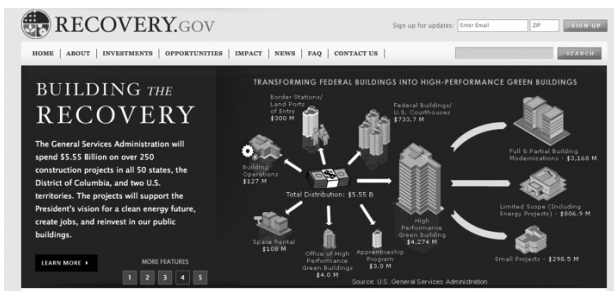 RECOVERY.GOV
Sign up for updates: Enter Email ZIP SIGN UP
HOME | ABOUT | INVESTMENTS | OPPORTUNITIES | IMPACT | NEWS | FAQ | CONTACT US |
SEARCH
BUILDING THE
RECOVERY
The General Services Administration will
spend $5.55 Billion on over 250
construction projects in all 50 states, the
District of Columbia, and two U.S.
territories. The projects will support the
President's vision for a clean energy future,
create jobs, and reinvest in our public
buildings.
LEARN MORE
MORE FEATURES
1 2 3 4 5
TRANSFORMING FEDERAL BUILDINGS INTO HIGH-PERFORMANCE GREEN BUILDINGS
Border Stations/
Land Ports
of Entry
$300 M
Federal Buildings/
U.S. Courthouses
$733.7 M
Building
Operations
$127 M
Total Distribution: $5.55 B
Full & Partial Building
Modernizations - $3,168 M
Limited Scope (Including
Energy Projects) - $806.9 M
High
Performance
Green Building
$4,274 M
Space Rental
$108 M
Office of High
Performance
Green Buildings
$4.0 M
Apprenticeship
Program
$3.0 M
Small Projects - $298.5 M
Source: U.S. General Services Administration